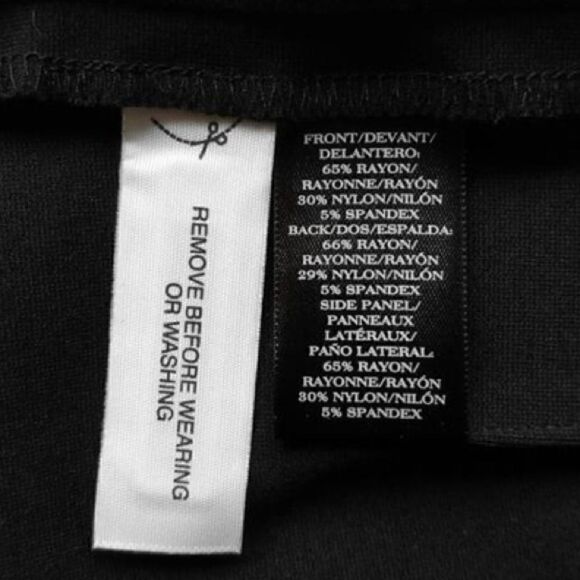 REMOVE BEFORE WEARING
OR WASHING
FRONT/DEVANT/
DELANTERO:
65% RAYON/
RAYONNE/RAYÓN
30% NYLON/NILÓN
5% SPANDEX
BACK/DOS/ESPALDA:
66% RAYON/
RAYONNE/RAYÓN
29% NYLON/NILÓN
5% SPANDEX
SIDE PANEL/
PANNEAUX
LATÉRAUX/
PAÑO LATERAL:
65% RAYON/
RAYONNE/RAYÓN
30% NYLON/NILÓN
5% SPANDEX